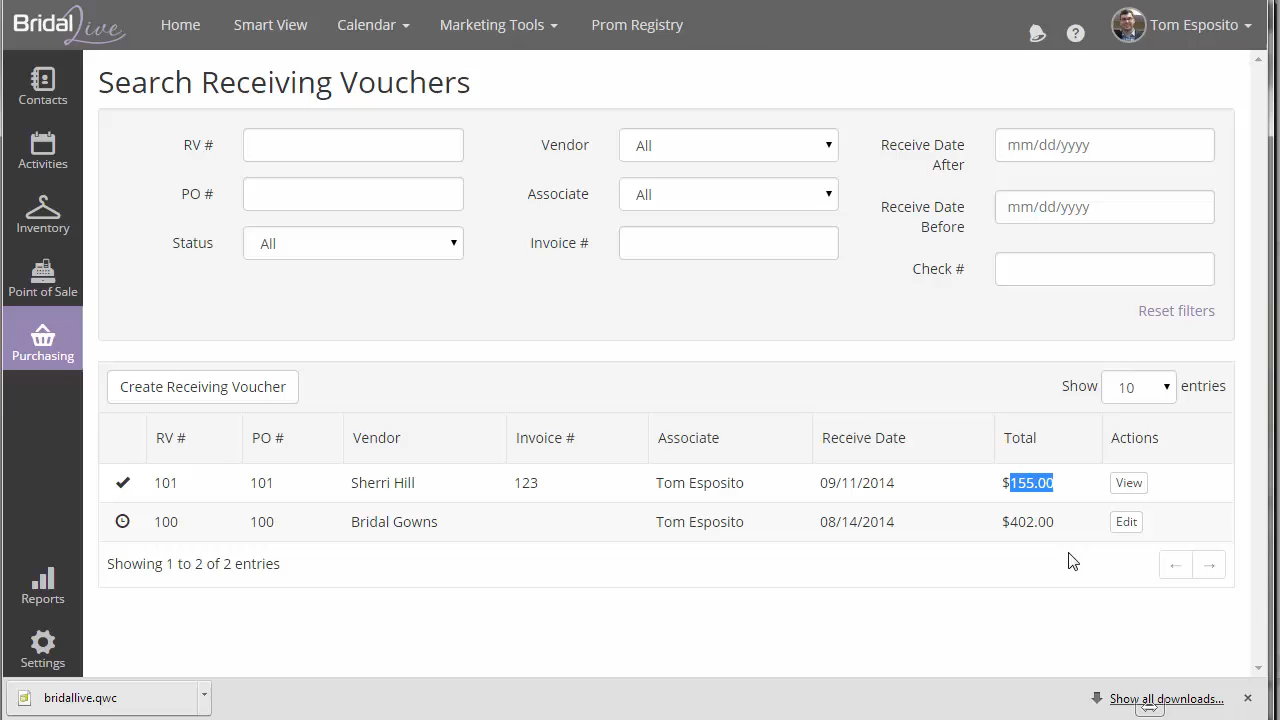 BridalLive Home Smart View Calendar Marketing Tools Prom Registry ? Tom Esposito
Contacts
Activities
Inventory
Point of Sale
Purchasing
Reports
Settings
Search Receiving Vouchers
RV # Vendor All Receive Date After mm/dd/yyyy
PO # Associate All Receive Date Before mm/dd/yyyy
Status All Invoice # Check #
Reset filters
Create Receiving Voucher Show 10 entries
RV # PO # Vendor Invoice # Associate Receive Date Total Actions
101 101 Sherri Hill 123 Tom Esposito 09/11/2014 $155.00 View
100 100 Bridal Gowns Tom Esposito 08/14/2014 $402.00 Edit
Showing 1 to 2 of 2 entries ← →
bridallive.qwc Show all downloads... ×